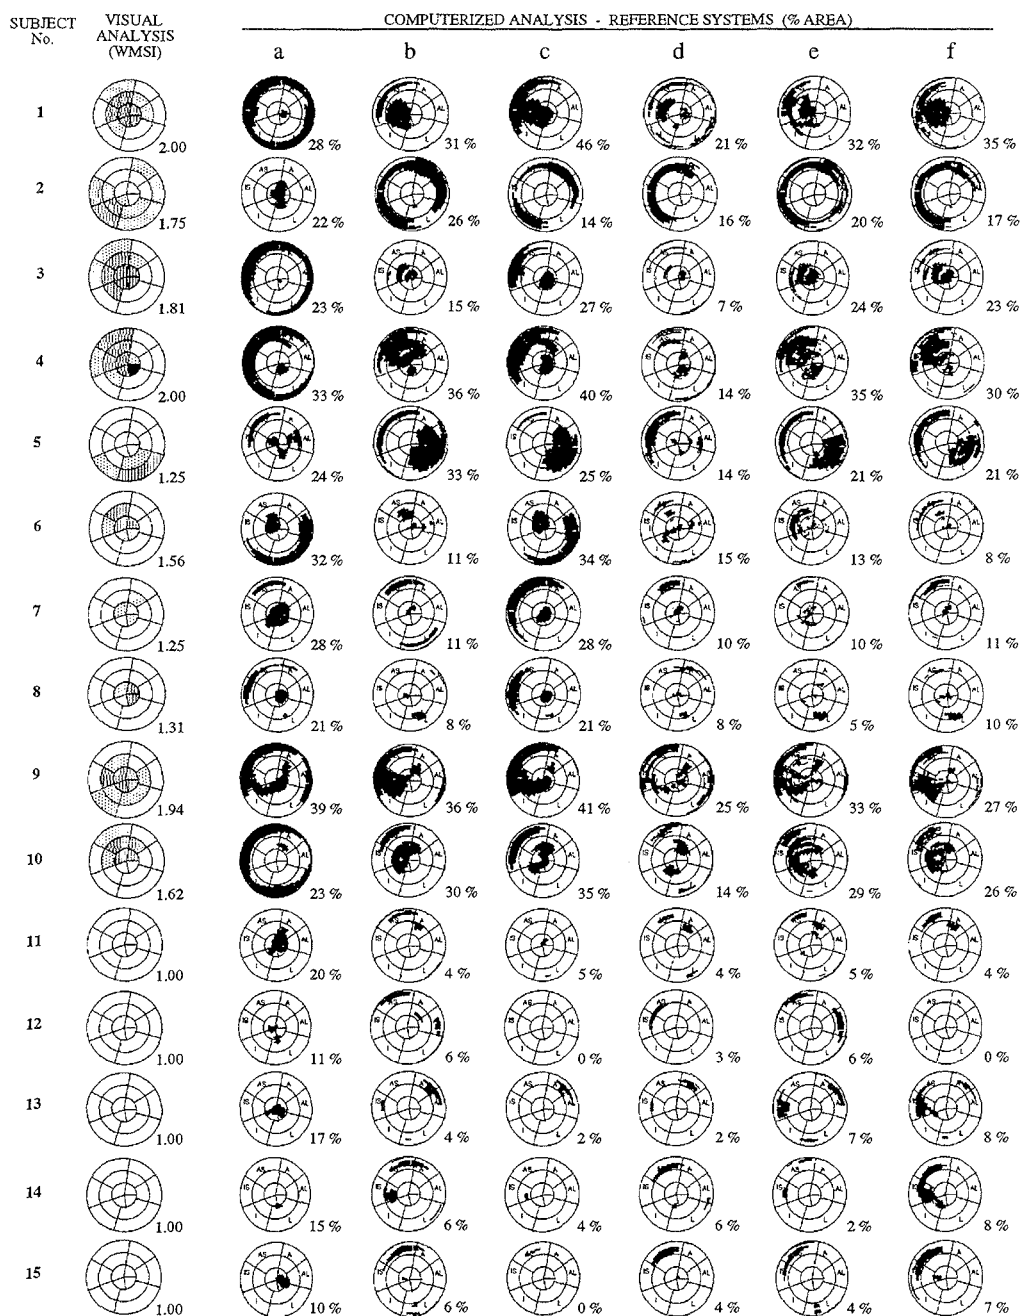 SUBJECT No.
VISUAL ANALYSIS (WMSI)
COMPUTERIZED ANALYSIS - REFERENCE SYSTEMS (% AREA)
a b c d e f
1 2.00 28 % 31 % 46 % 21 % 32 % 35 %
2 1.75 22 % 26 % 14 % 16 % 20 % 17 %
3 1.81 23 % 15 % 27 % 7 % 24 % 23 %
4 2.00 33 % 36 % 40 % 14 % 35 % 30 %
5 1.25 24 % 33 % 25 % 14 % 21 % 21 %
6 1.56 32 % 11 % 34 % 15 % 13 % 8 %
7 1.25 28 % 11 % 28 % 10 % 10 % 11 %
8 1.31 21 % 8 % 21 % 8 % 5 % 10 %
9 1.94 39 % 36 % 41 % 25 % 33 % 27 %
10 1.62 23 % 30 % 35 % 14 % 29 % 26 %
11 1.00 20 % 4 % 5 % 4 % 5 % 4 %
12 1.00 11 % 6 % 0 % 3 % 6 % 0 %
13 1.00 17 % 4 % 2 % 2 % 7 % 8 %
14 1.00 15 % 6 % 4 % 6 % 2 % 8 %
15 1.00 10 % 6 % 0 % 4 % 4 % 7 %